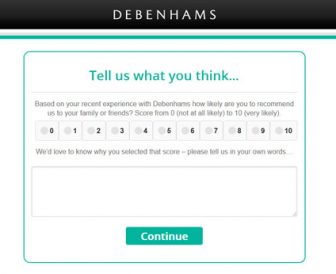 DEBENHAMS
Tell us what you think...
Based on your recent experience with Debenhams how likely are you to recommend
us to your family or friends? Score from 0 (not at all likely) to 10 (very likely).
0 1 2 3 4 5 6 7 8 9 10
We'd love to know why you selected that score – please tell us in your own words...
Continue